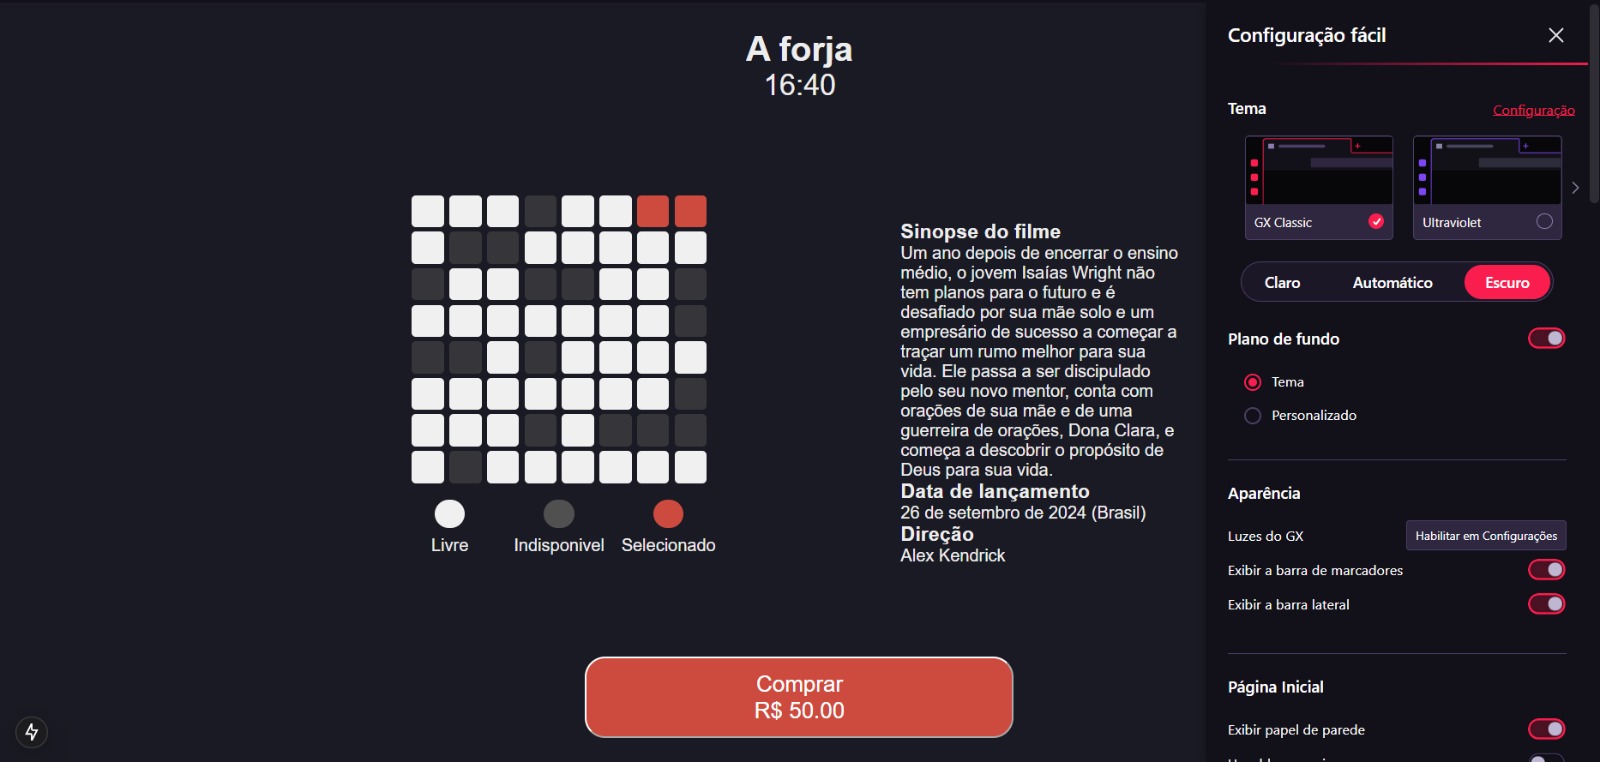 A forja
16:40
Livre
Indisponivel
Selecionado
Sinopse do filme
Um ano depois de encerrar o ensino
médio, o jovem Isaías Wright não
tem planos para o futuro e é
desafiado por sua mãe solo e um
empresário de sucesso a começar a
traçar um rumo melhor para sua
vida. Ele passa a ser discipulado
pelo seu novo mentor, conta com
orações de sua mãe e de uma
guerreira de orações, Dona Clara, e
começa a descobrir o propósito de
Deus para sua vida.
Data de lançamento
26 de setembro de 2024 (Brasil)
Direção
Alex Kendrick
Comprar
R$ 50.00
Configuração fácil
Tema
Configuração
GX Classic
Ultraviolet
Claro
Automático
Escuro
Plano de fundo
Tema
Personalizado
Aparência
Luzes do GX
Habilitar em Configurações
Exibir a barra de marcadores
Exibir a barra lateral
Página Inicial
Exibir papel de parede